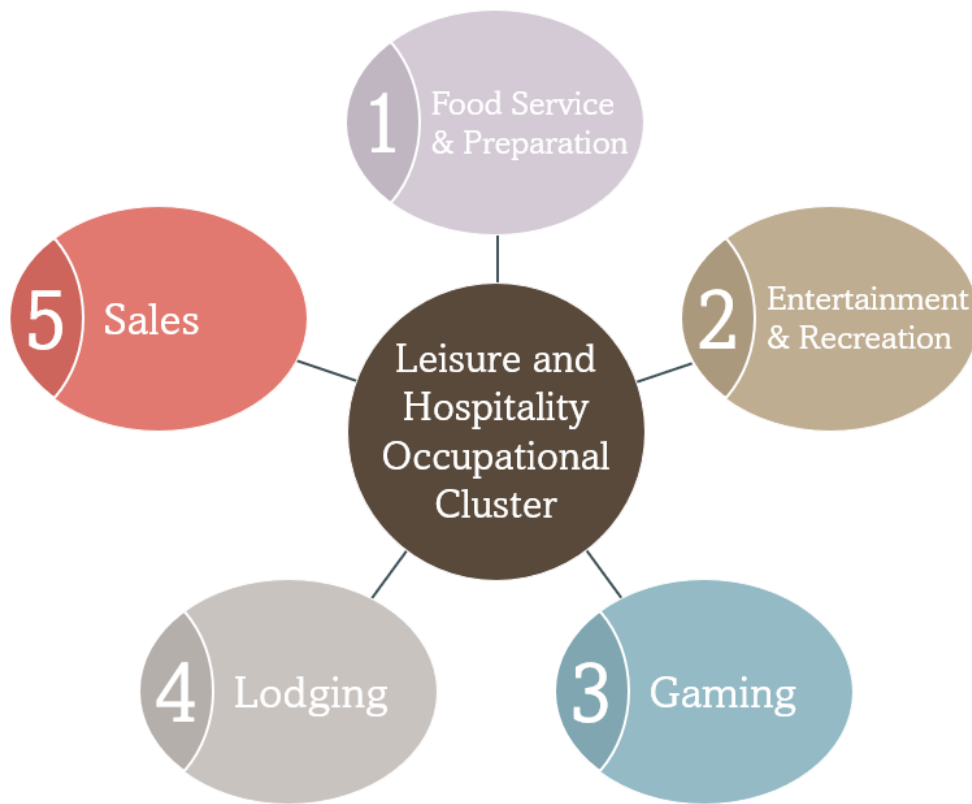 1
Food Service
& Preparation
2
Entertainment
& Recreation
3
Gaming
4
Lodging
5
Sales
Leisure and
Hospitality
Occupational
Cluster